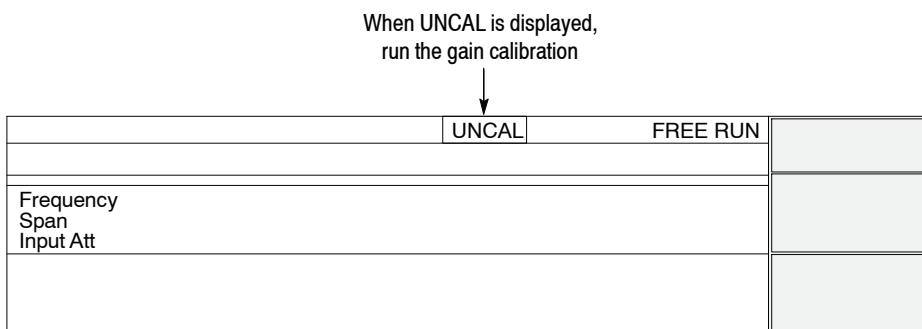 When UNCAL is displayed,
run the gain calibration
UNCAL
FREE RUN
Frequency
Span
Input Att